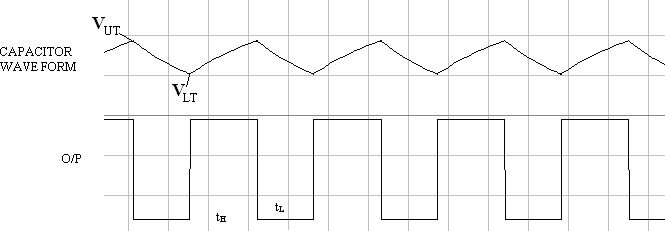 VUT
CAPACITOR
WAVE FORM
VLT
O/P
tH
tL